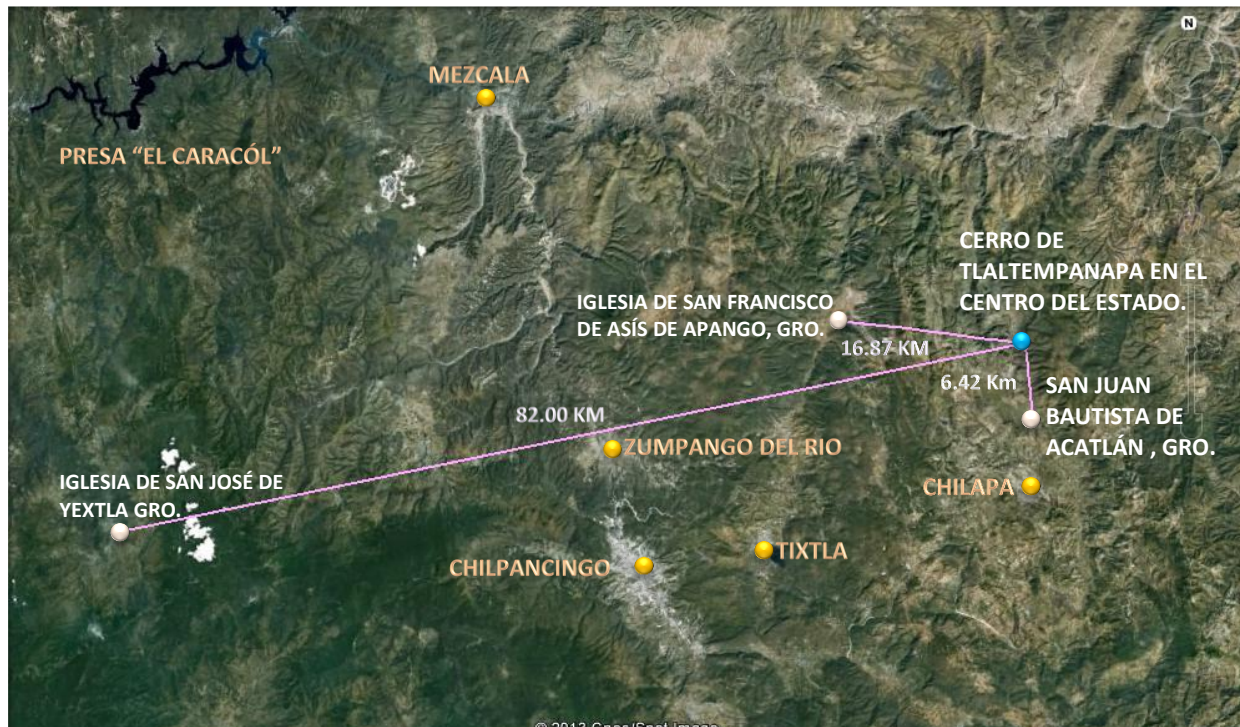 N
MEZCALA
PRESA “EL CARACÓL”
CERRO DE
TLALTEMPANAPA EN EL
CENTRO DEL ESTADO.
IGLESIA DE SAN FRANCISCO
DE ASÍS DE APANGO, GRO.
16.87 KM
6.42 Km
SAN JUAN
BAUTISTA DE
ACATLÁN , GRO.
82.00 KM
ZUMPANGO DEL RIO
IGLESIA DE SAN JOSÉ DE
YEXTLA GRO.
CHILAPA
CHILPANCINGO
TIXTLA